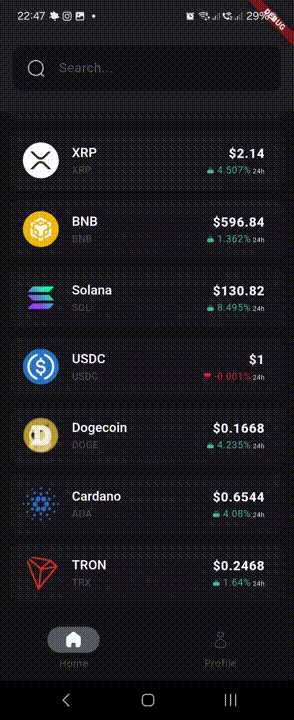 22:47 29%
DEBUG
Search...
XRP $2.14
XRP 4.507% 24h
BNB $596.84
BNB 1.362% 24h
Solana $130.82
SOL 8.495% 24h
USDC $1
USDC -0.001% 24h
Dogecoin $0.1668
DOGE 4.235% 24h
Cardano $0.6544
ADA 4.08% 24h
TRON $0.2468
TRX 1.64% 24h
Home Profile